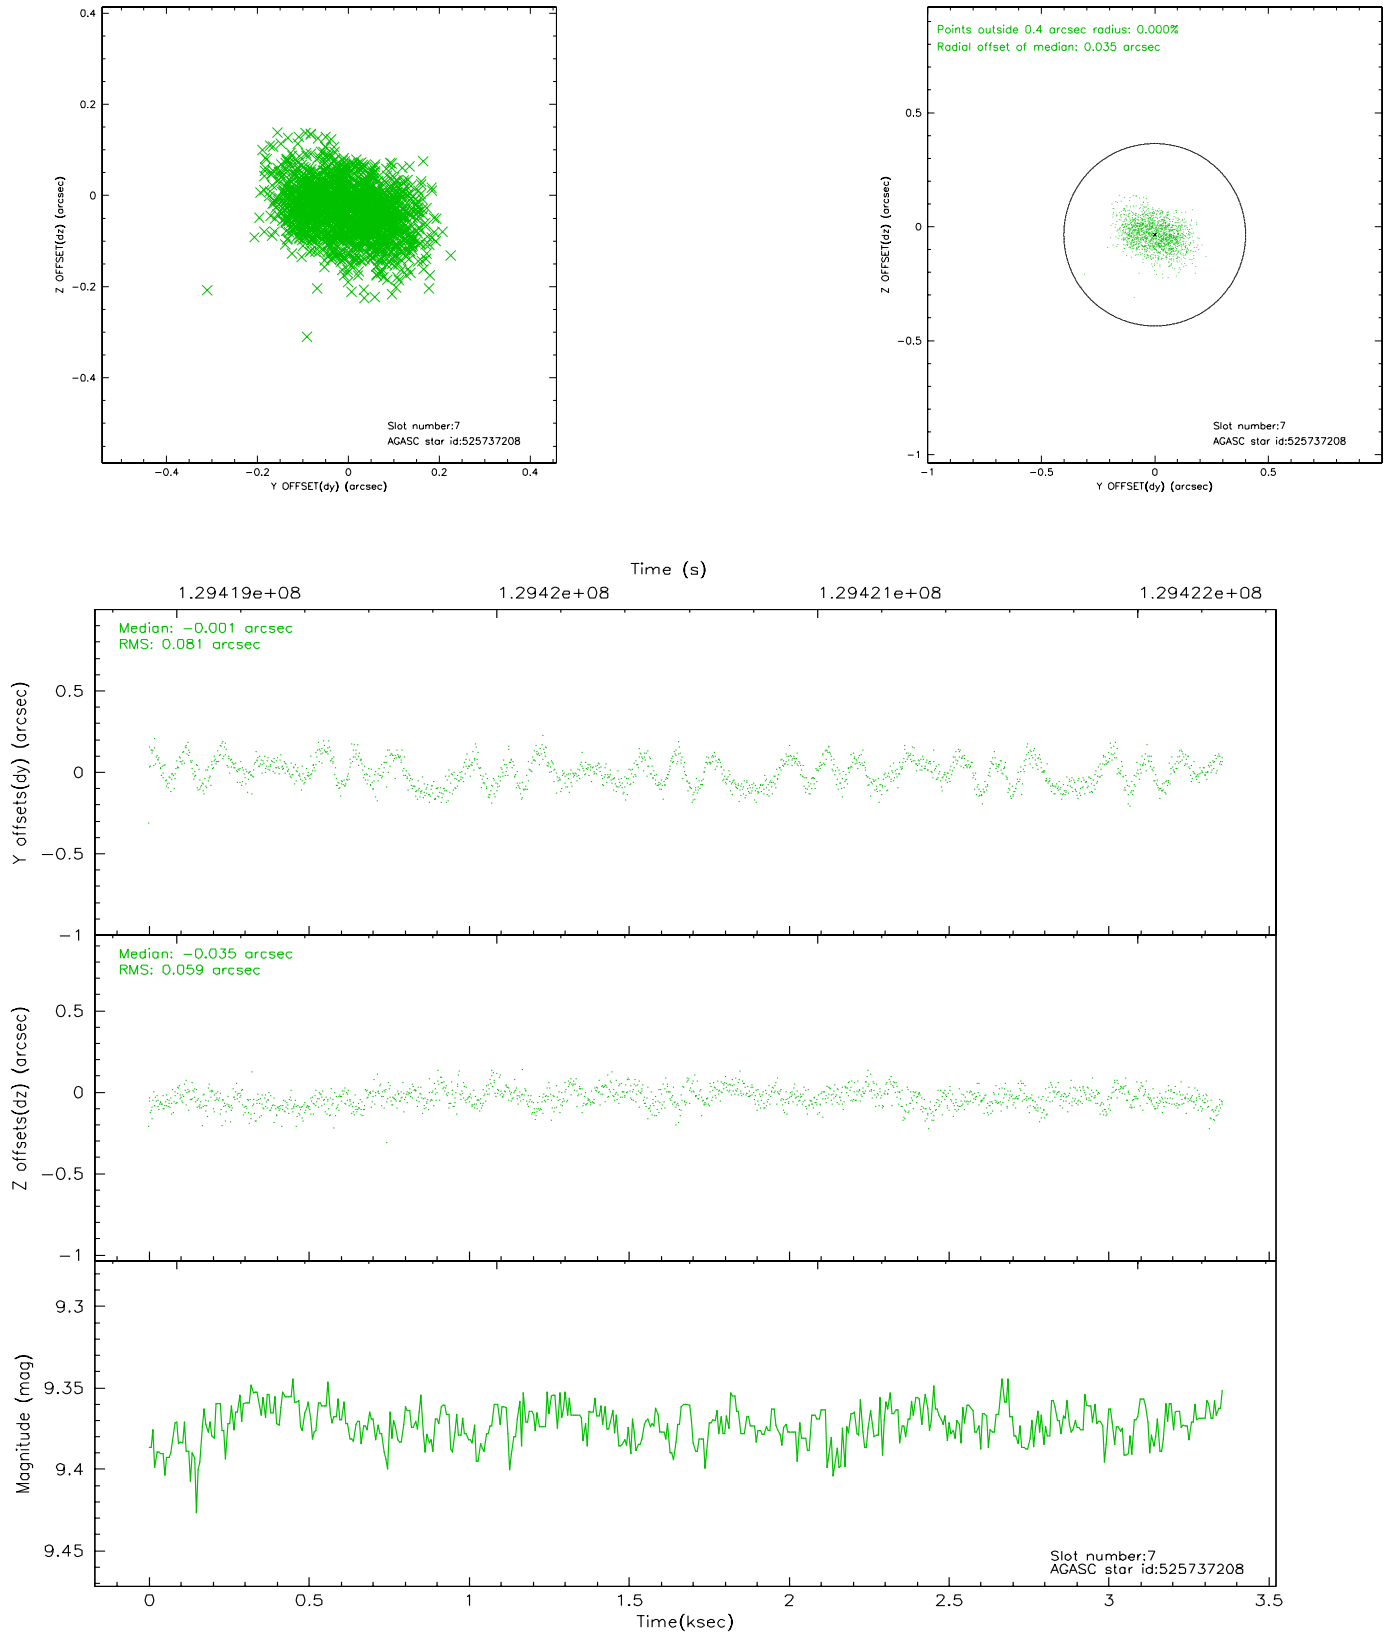 0.4
0.2
0
−0.2
−0.4
−0.4
−0.2
0
0.2
0.4
Z OFFSET(dz) (arcsec)
Y OFFSET(dy) (arcsec)
Slot number:7
AGASC star id:525737208
Points outside 0.4 arcsec radius: 0.000%
Radial offset of median: 0.035 arcsec
0.5
0
−0.5
−1
−1
−0.5
0
0.5
Z OFFSET(dz) (arcsec)
Y OFFSET(dy) (arcsec)
Slot number:7
AGASC star id:525737208
Time (s)
1.29419e+08
1.2942e+08
1.29421e+08
1.29422e+08
Median: −0.001 arcsec
RMS: 0.081 arcsec
0.5
0
−0.5
−1
Y offsets(dy) (arcsec)
Median: −0.035 arcsec
RMS: 0.059 arcsec
0.5
0
−0.5
−1
Z offsets(dz) (arcsec)
9.3
9.35
9.4
9.45
Magnitude (mag)
Slot number:7
AGASC star id:525737208
0
0.5
1
1.5
2
2.5
3
3.5
Time(ksec)